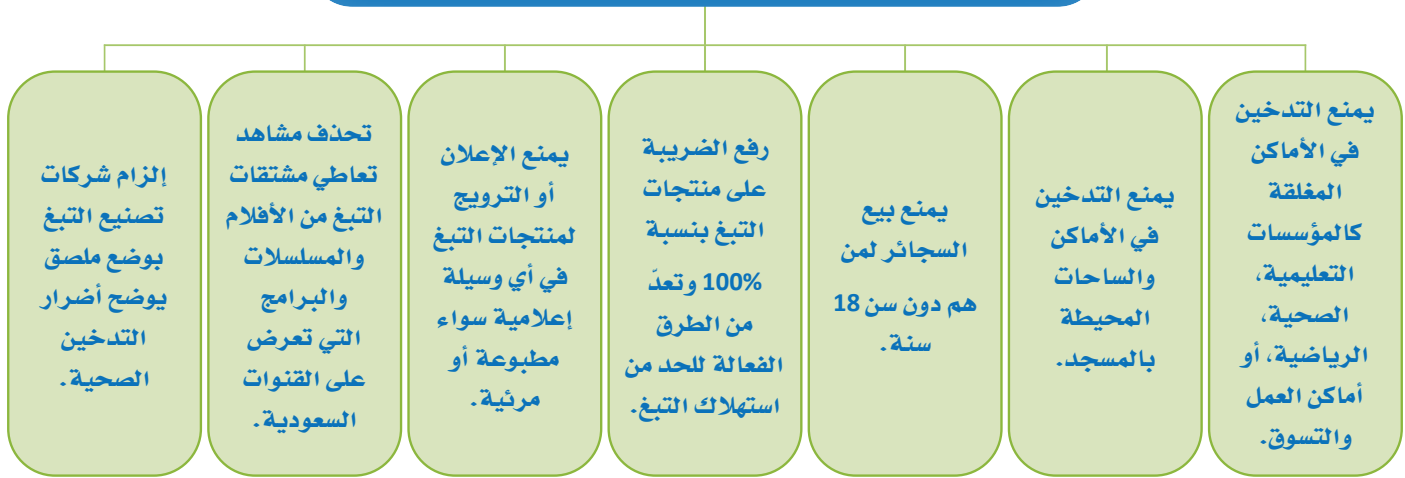 يمنع التدخين
في الأماكن
المغلقة
كالمؤسسات
التعليمية،
الصحية،
الرياضية، أو
أماكن العمل
والتسوق.
يمنع التدخين
في الأماكن
والساحات
المحيطة
بالمسجد.
يمنع بيع
السجائر لمن
هم دون سن 18
سنة.
رفع الضريبة
على منتجات
التبغ بنسبة
100% وتعدّ
من الطرق
الفعالة للحد من
استهلاك التبغ.
يمنع الإعلان
أو الترويج
لمنتجات التبغ
في أي وسيلة
إعلامية سواء
مطبوعة أو
مرئية.
تحذف مشاهد
تعاطي مشتقات
التبغ من الأفلام
والمسلسلات
والبرامج
التي تعرض
على القنوات
السعودية.
إلزام شركات
تصنيع التبغ
بوضع ملصق
يوضح أضرار
التدخين
الصحية.